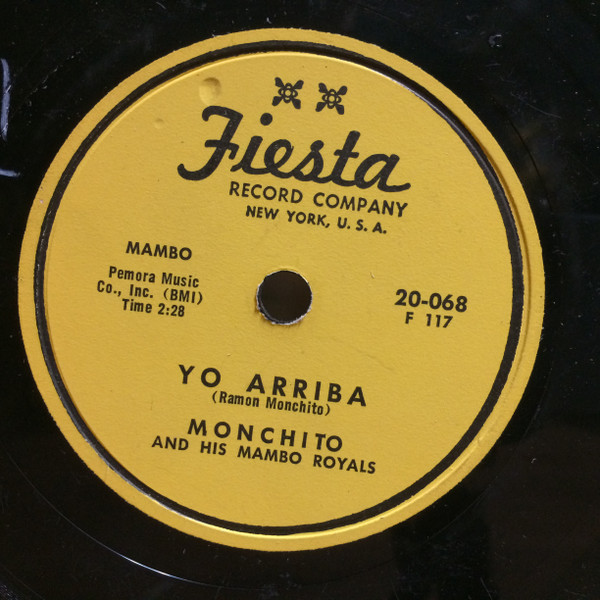 Fiesta
RECORD COMPANY
NEW YORK, U. S. A.
MAMBO
Pemora Music
Co., Inc. (BMI)
Time 2:28
20-068
F 117
YO ARRIBA
(Ramon Monchito)
MONCHITO
AND HIS MAMBO ROYALS